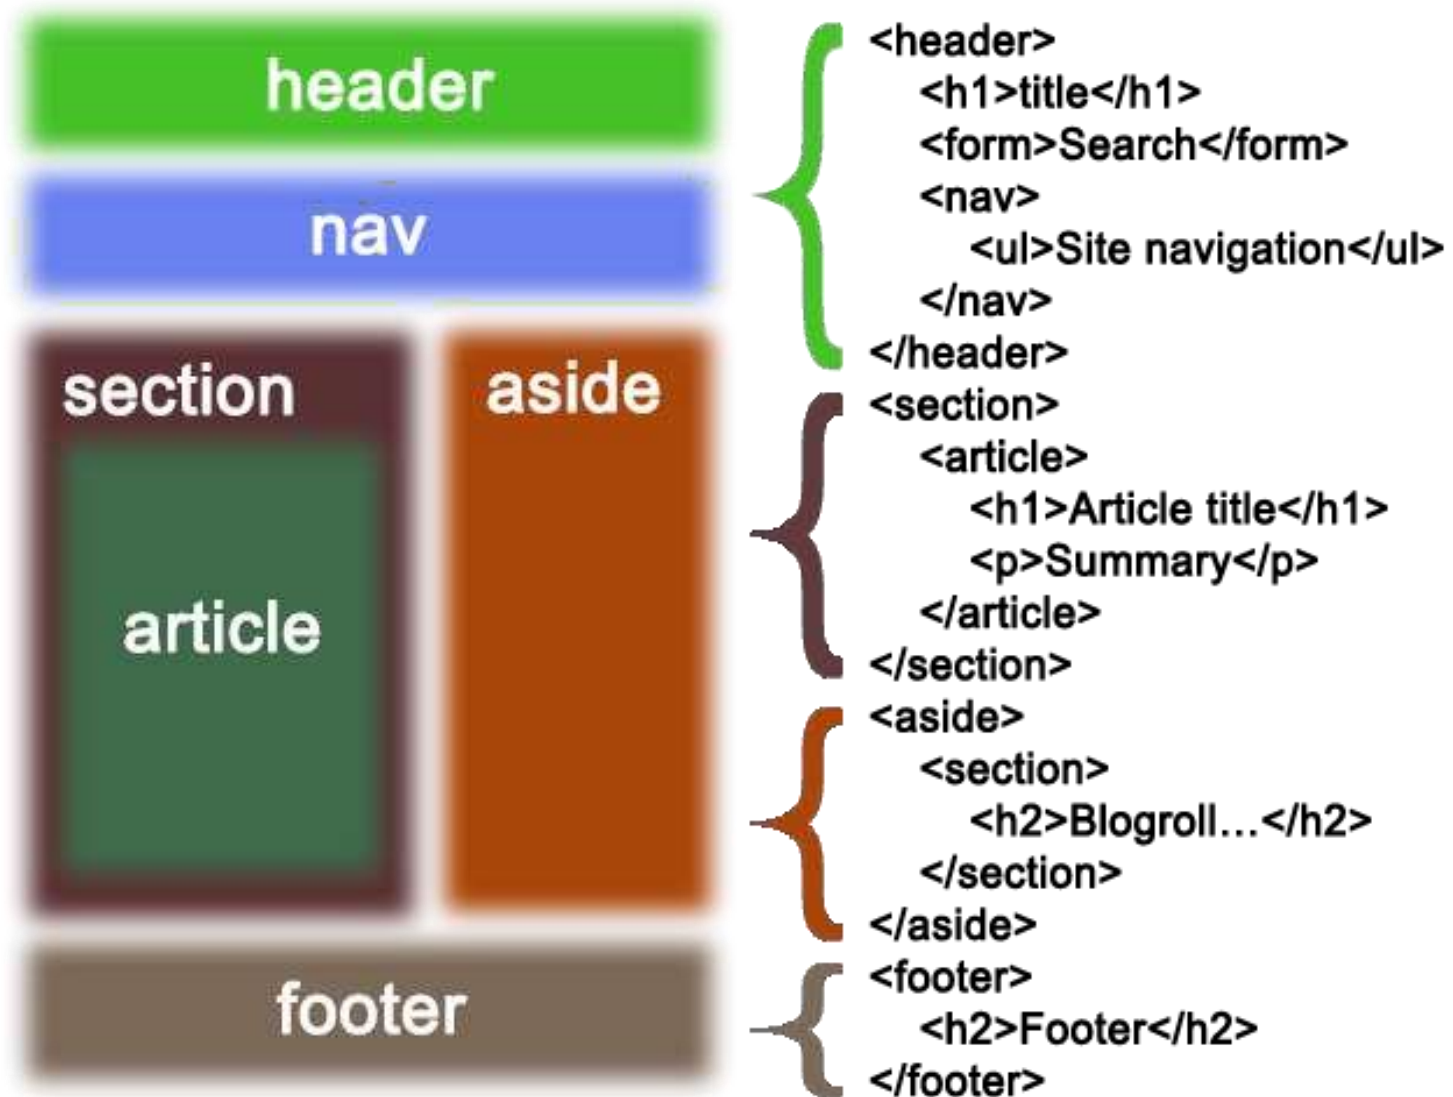 header
nav
section
aside
article
footer
<header>
<h1>title</h1>
<form>Search</form>
<nav>
<ul>Site navigation</ul>
</nav>
</header>
<section>
<article>
<h1>Article title</h1>
<p>Summary</p>
</article>
</section>
<aside>
<section>
<h2>Blogroll...</h2>
</section>
</aside>
<footer>
<h2>Footer</h2>
</footer>